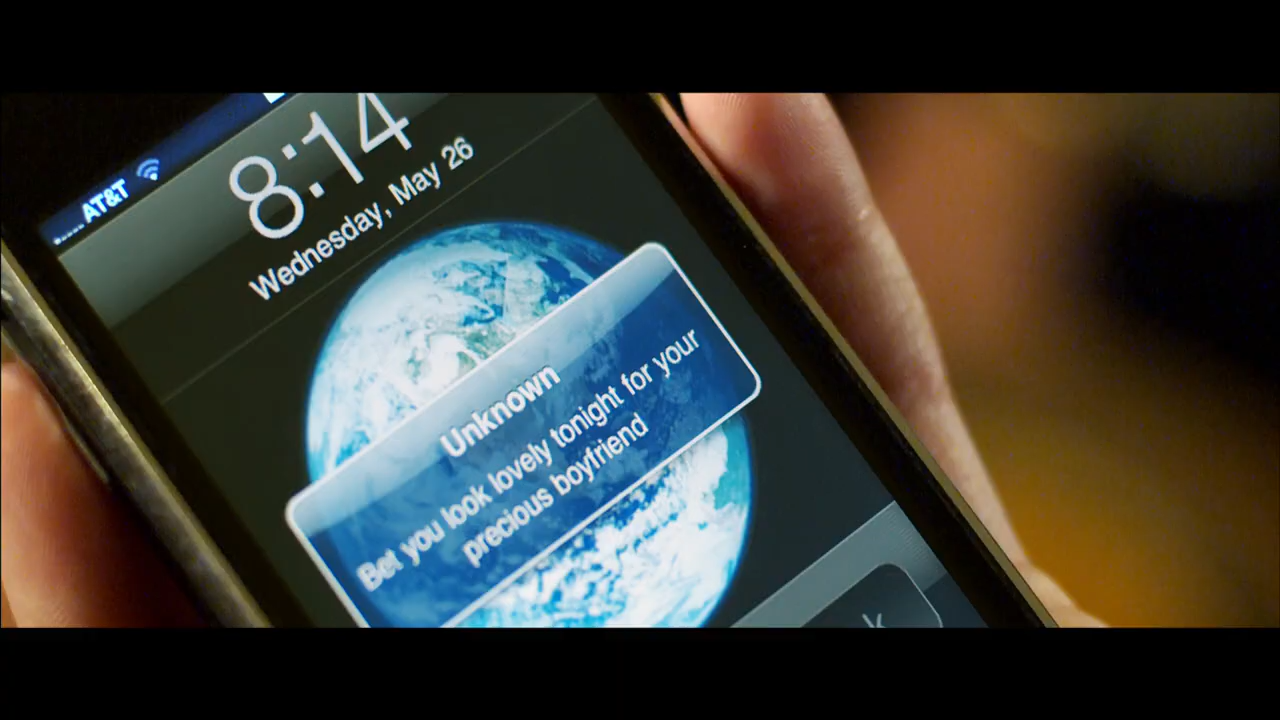 AT&T
8:14
Wednesday, May 26
Unknown
Bet you look lovely tonight for your
precious boyfriend
k